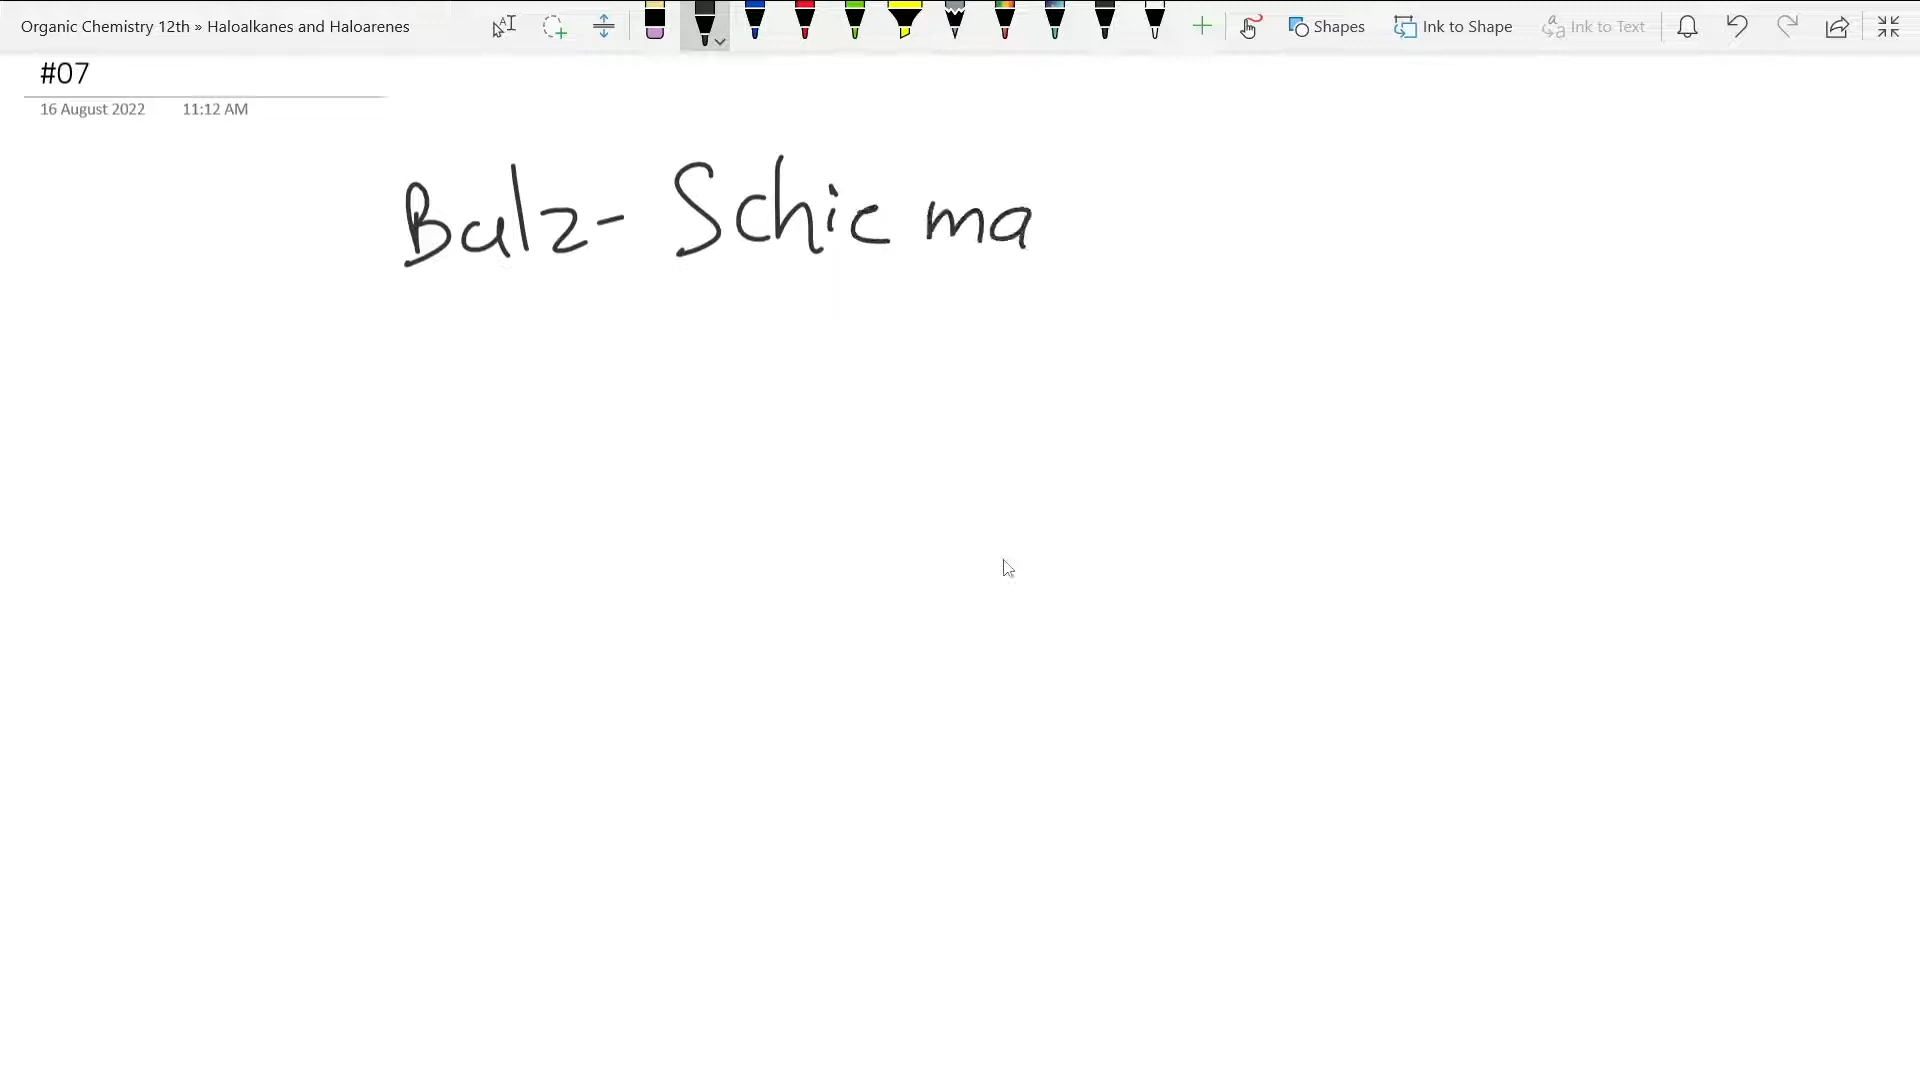 Organic Chemistry 12th » Haloalkanes and Haloarenes Shapes Ink to Shape Ink to Text
#07
16 August 2022 11:12 AM
Balz- Schie ma